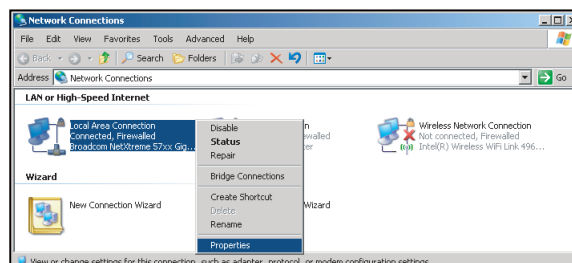 Network Connections
File Edit View Favorites Tools Advanced Help
Back Search Folders
Address Network Connections Go
LAN or High-Speed Internet
Local Area Connection
Connected, Firewalled
Broadcom NetXtreme 57xx Gig...
Disable
Status
Repair
Bridge Connections
Create Shortcut
Delete
Rename
Properties
Wireless Network Connection
Not connected, Firewalled
Intel(R) Wireless WiFi Link 496...
Wizard
New Connection Wizard
Wizard
View or change settings for this connection, such as adapter, protocol, or modem configuration settings.